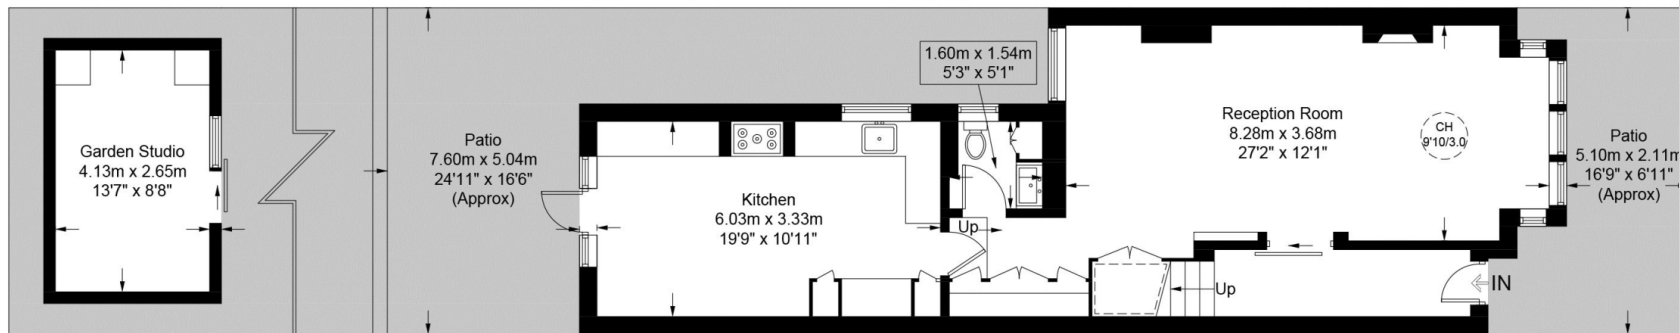 Garden Studio
4.13m x 2.65m
13'7" x 8'8"
Patio
7.60m x 5.04m
24'11" x 16'6"
(Approx)
Kitchen
6.03m x 3.33m
19'9" x 10'11"
1.60m x 1.54m
5'3" x 5'1"
Up
Reception Room
8.28m x 3.68m
27'2" x 12'1"
CH
9'10/3.0
Up
IN
Patio
5.10m x 2.11m
16'9" x 6'11"
(Approx)